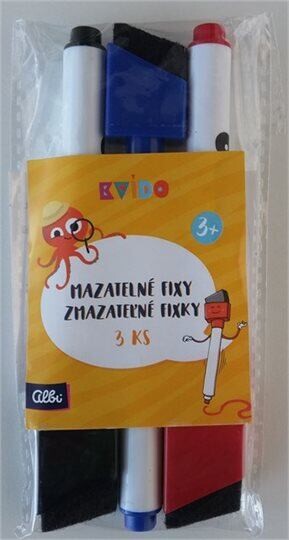 KVÍDO
3+
MAZATELNÉ FIXY
ZMAZATEĽNÉ FIXKY
3 KS
Albi